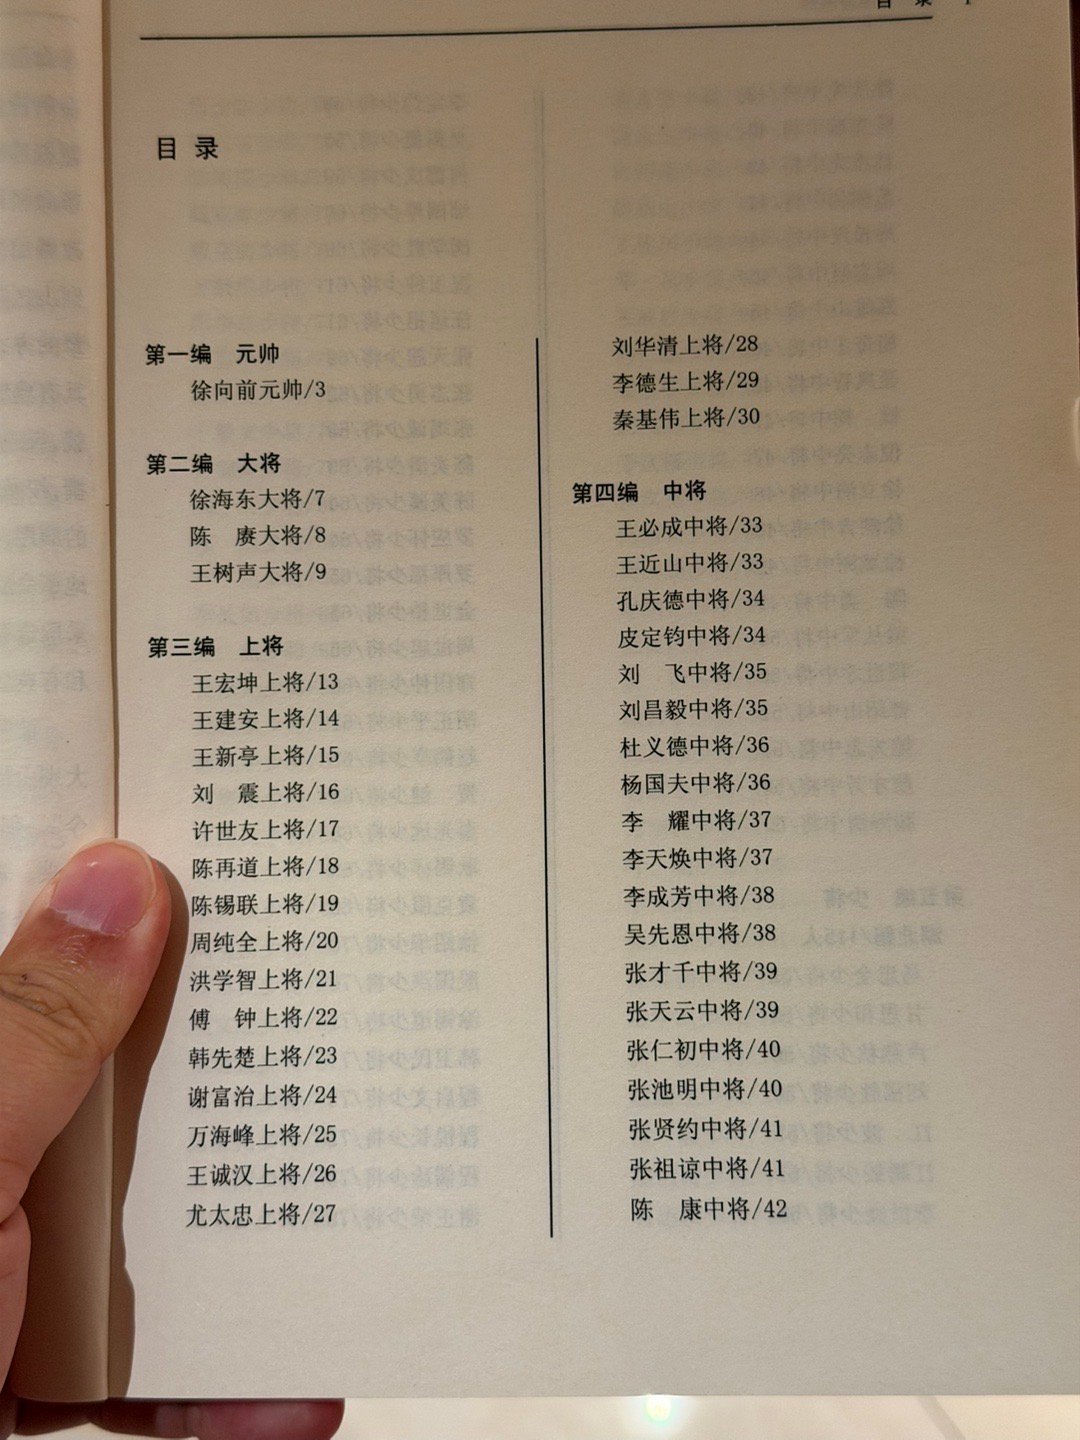 目 录 1
目 录
第一编 元帅
徐向前元帅/3
第二编 大将
徐海东大将/7
陈 赓大将/8
王树声大将/9
第三编 上将
王宏坤上将/13
王建安上将/14
王新亭上将/15
刘 震上将/16
许世友上将/17
陈再道上将/18
陈锡联上将/19
周纯全上将/20
洪学智上将/21
傅 钟上将/22
韩先楚上将/23
谢富治上将/24
万海峰上将/25
王诚汉上将/26
尤太忠上将/27
刘华清上将/28
李德生上将/29
秦基伟上将/30
第四编 中将
王必成中将/33
王近山中将/33
孔庆德中将/34
皮定钧中将/34
刘 飞中将/35
刘昌毅中将/35
杜义德中将/36
杨国夫中将/36
李 耀中将/37
李天焕中将/37
李成芳中将/38
吴先恩中将/38
张才千中将/39
张天云中将/39
张仁初中将/40
张池明中将/40
张贤约中将/41
张祖谅中将/41
陈 康中将/42